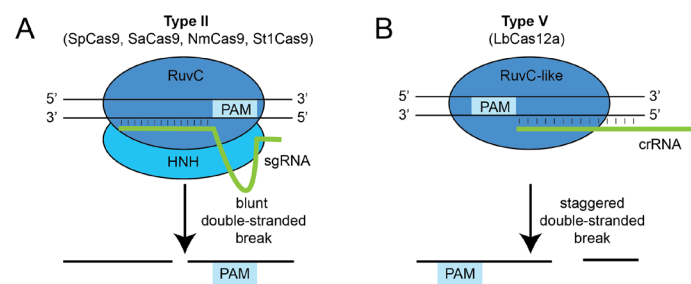 A
Type II
(SpCas9, SaCas9, NmCas9, St1Cas9)
RuvC
5'
3'
PAM
3'
5'
HNH
sgRNA
blunt
double-stranded
break
PAM
B
Type V
(LbCas12a)
RuvC-like
5'
3'
PAM
3'
5'
crRNA
staggered
double-stranded
break
PAM